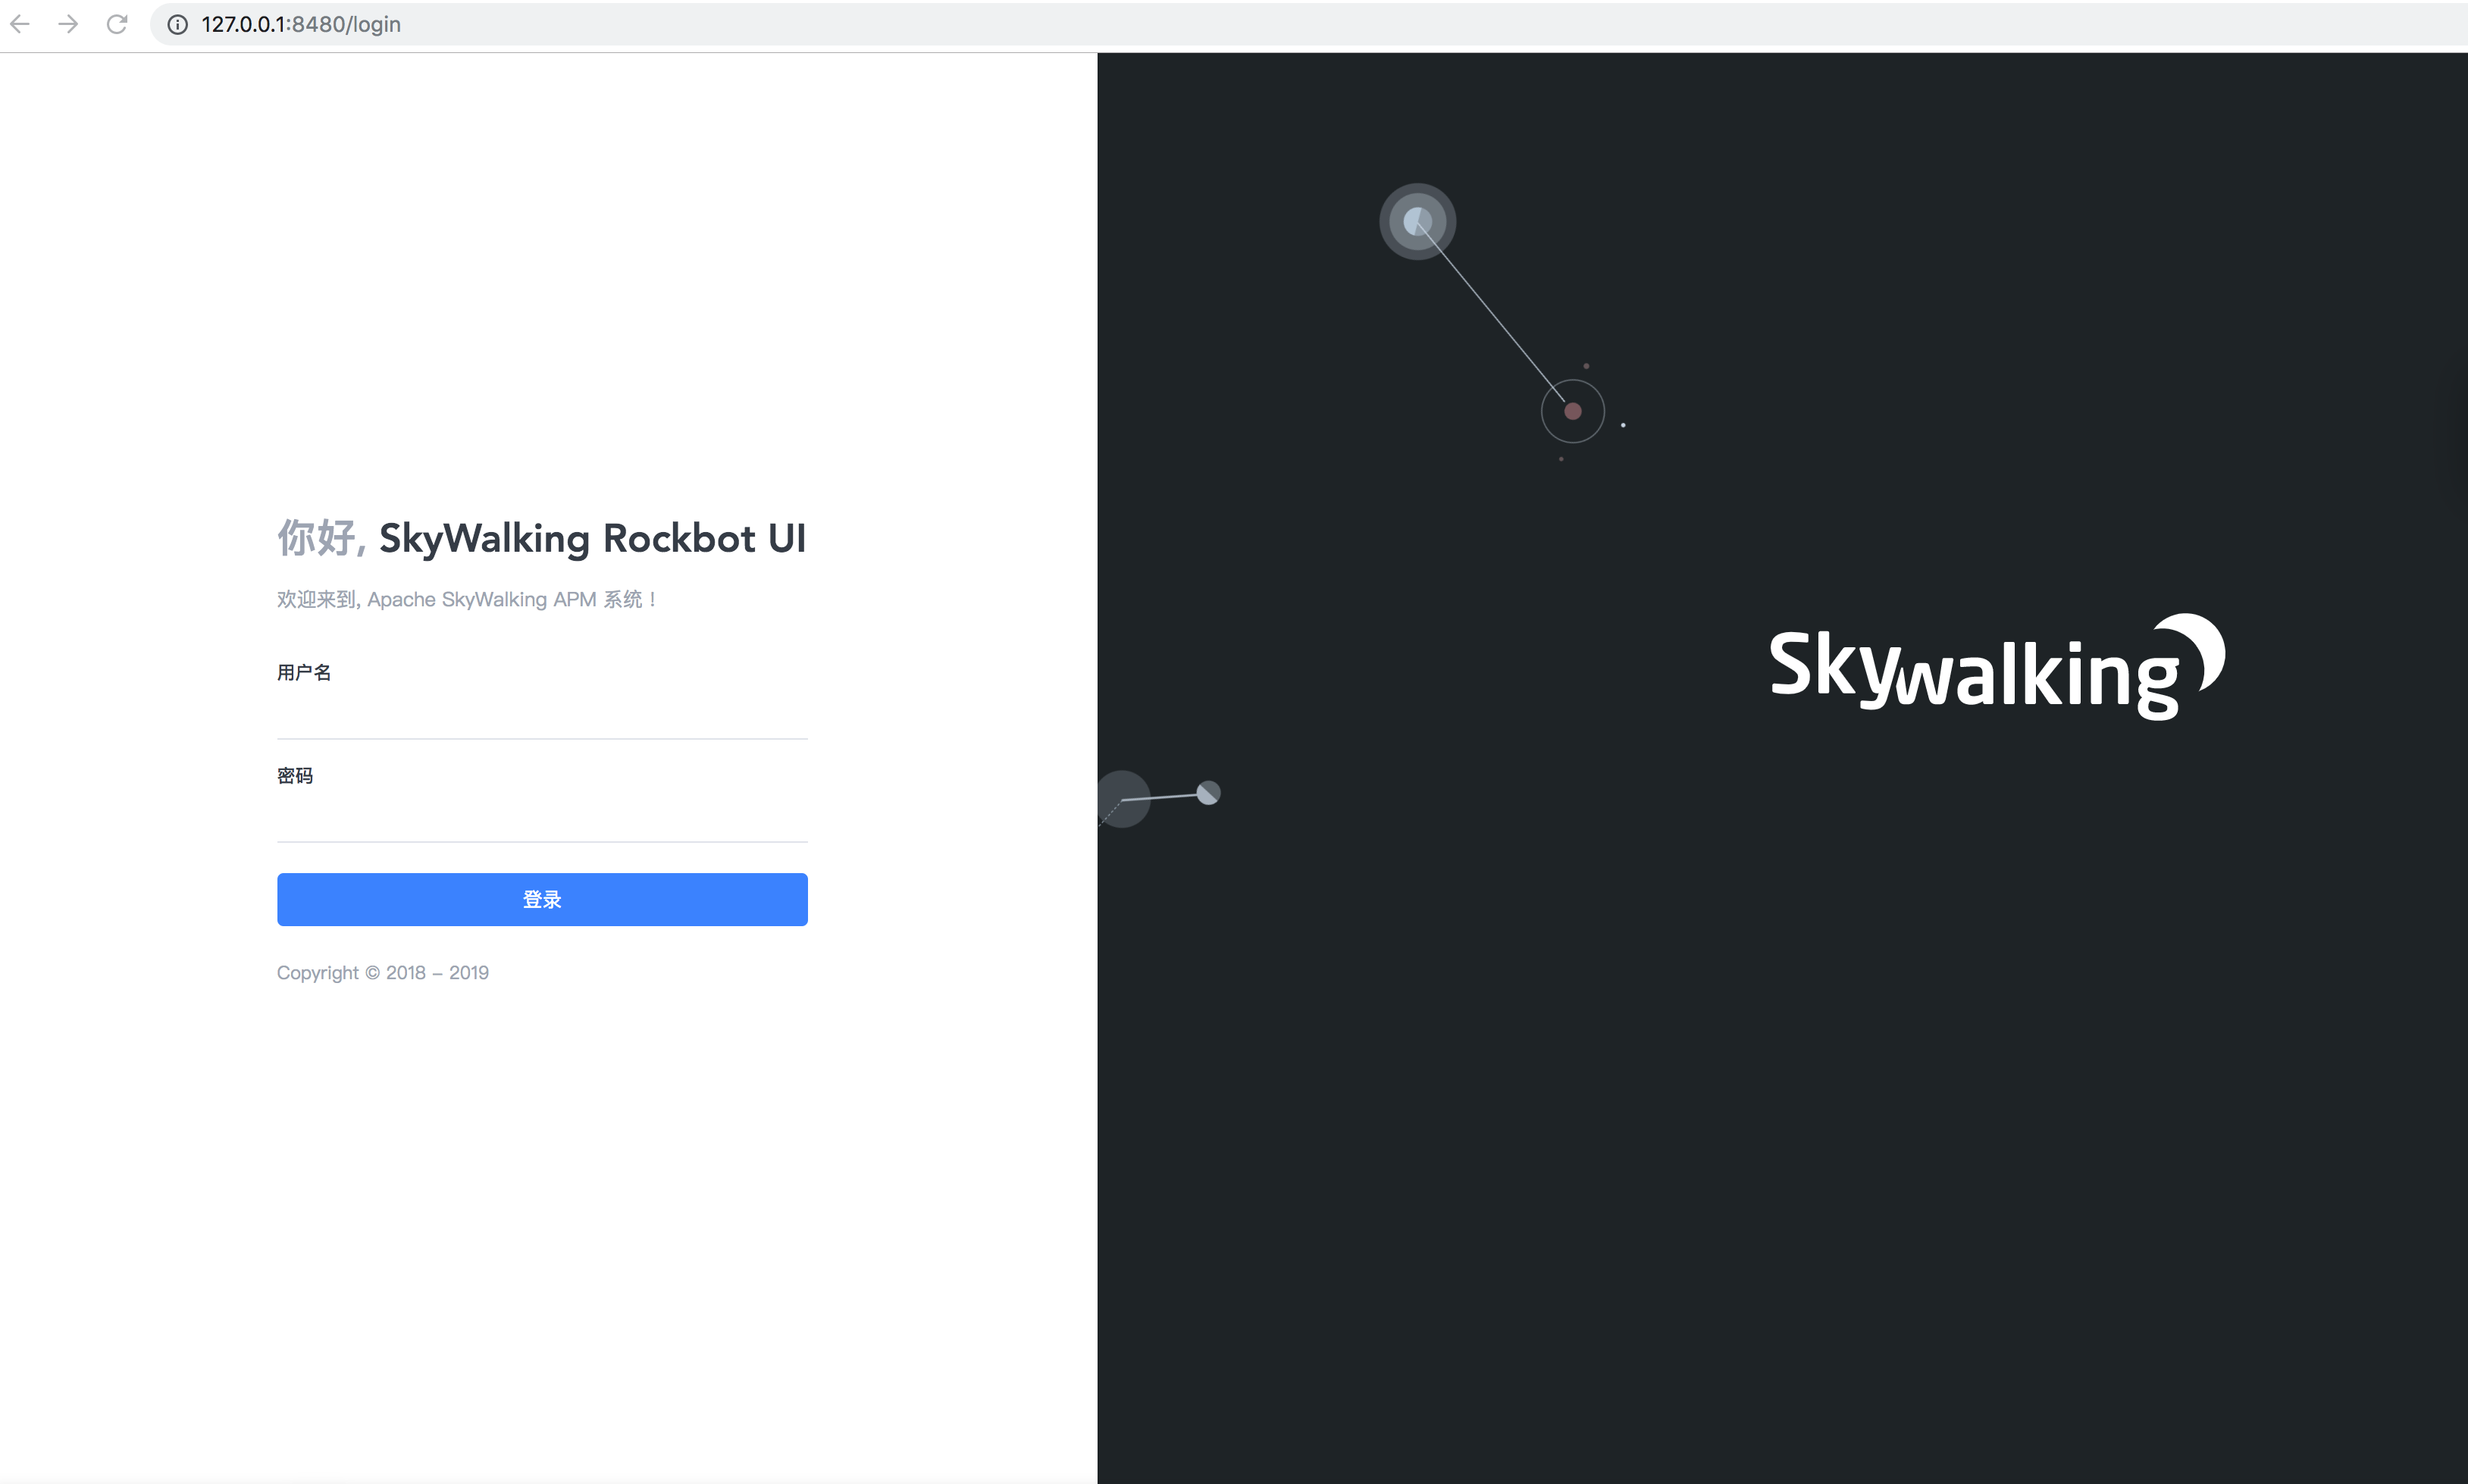 127.0.0.1:8480/login
你好, SkyWalking Rockbot UI
欢迎来到, Apache SkyWalking APM 系统 !
用户名
密码
登录
Copyright © 2018 - 2019
Skywalking